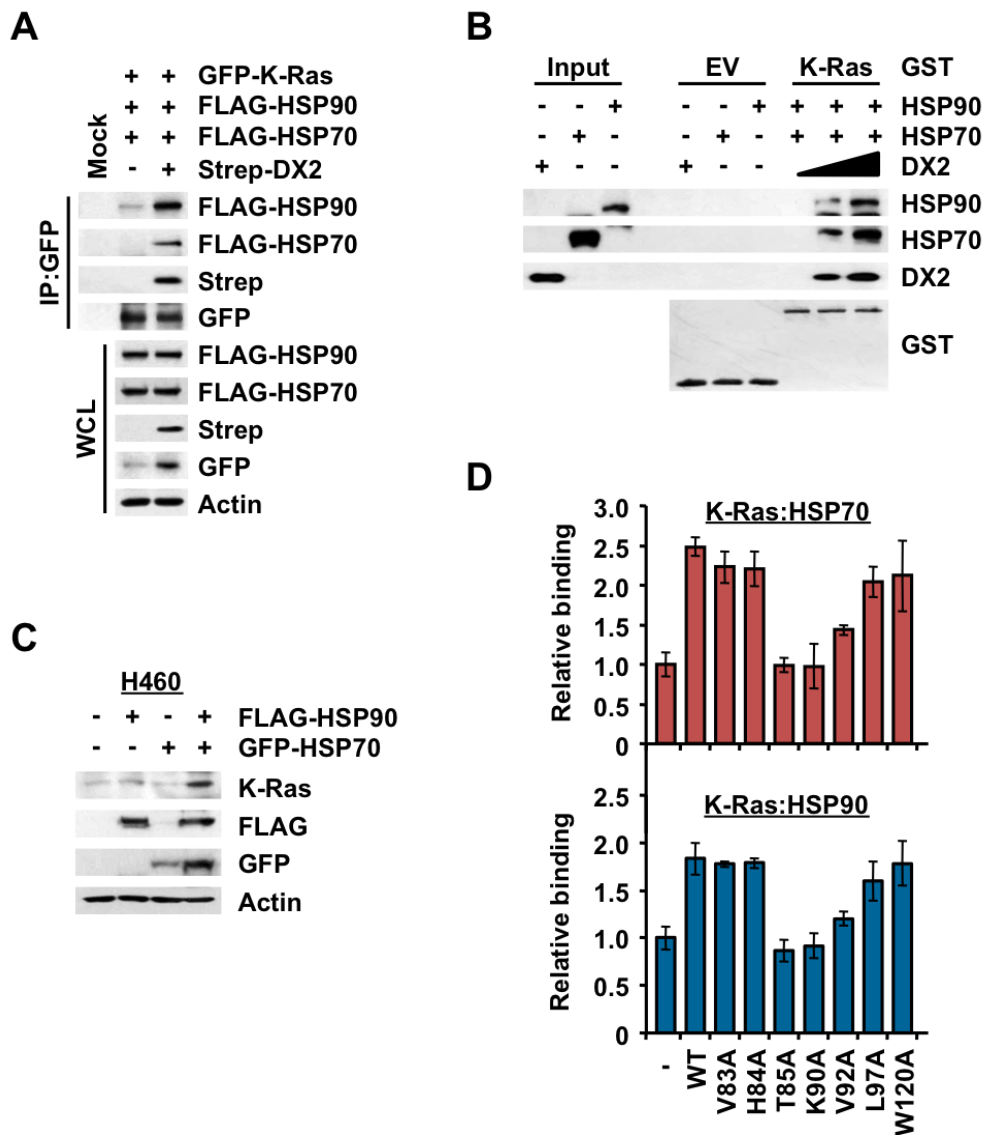 A
+ + GFP-K-Ras
+ + FLAG-HSP90
+ + FLAG-HSP70
- + Strep-DX2
Mock
IP:GFP
FLAG-HSP90
FLAG-HSP70
Strep
GFP
WCL
FLAG-HSP90
FLAG-HSP70
Strep
GFP
Actin
B
Input EV K-Ras GST
- - + - - + + + + HSP90
- + - - + - + + + HSP70
+ - - + - - DX2
HSP90
HSP70
DX2
GST
C
H460
- + - + FLAG-HSP90
- - + + GFP-HSP70
K-Ras
FLAG
GFP
Actin
D
K-Ras:HSP70
Relative binding
3.0
2.5
2.0
1.5
1.0
0.5
0
K-Ras:HSP90
Relative binding
2.5
2.0
1.5
1.0
0.5
0
- WT V83A H84A T85A K90A V92A L97A W120A